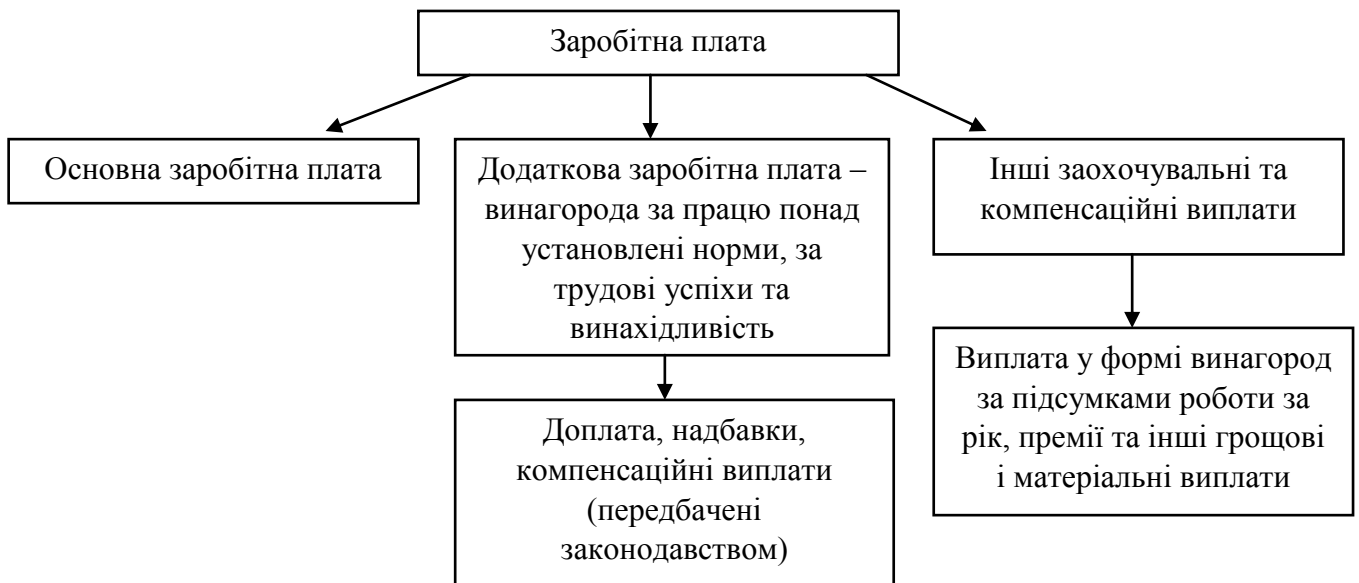 Заробітна плата
Основна заробітна плата
Додаткова заробітна плата –
винагорода за працю понад
установлені норми, за
трудові успіхи та
винахідливість
Інші заохочувальні та
компенсаційні виплати
Доплата, надбавки,
компенсаційні виплати
(передбачені
законодавством)
Виплата у формі винагород
за підсумками роботи за
рік, премії та інші грощові
і матеріальні виплати